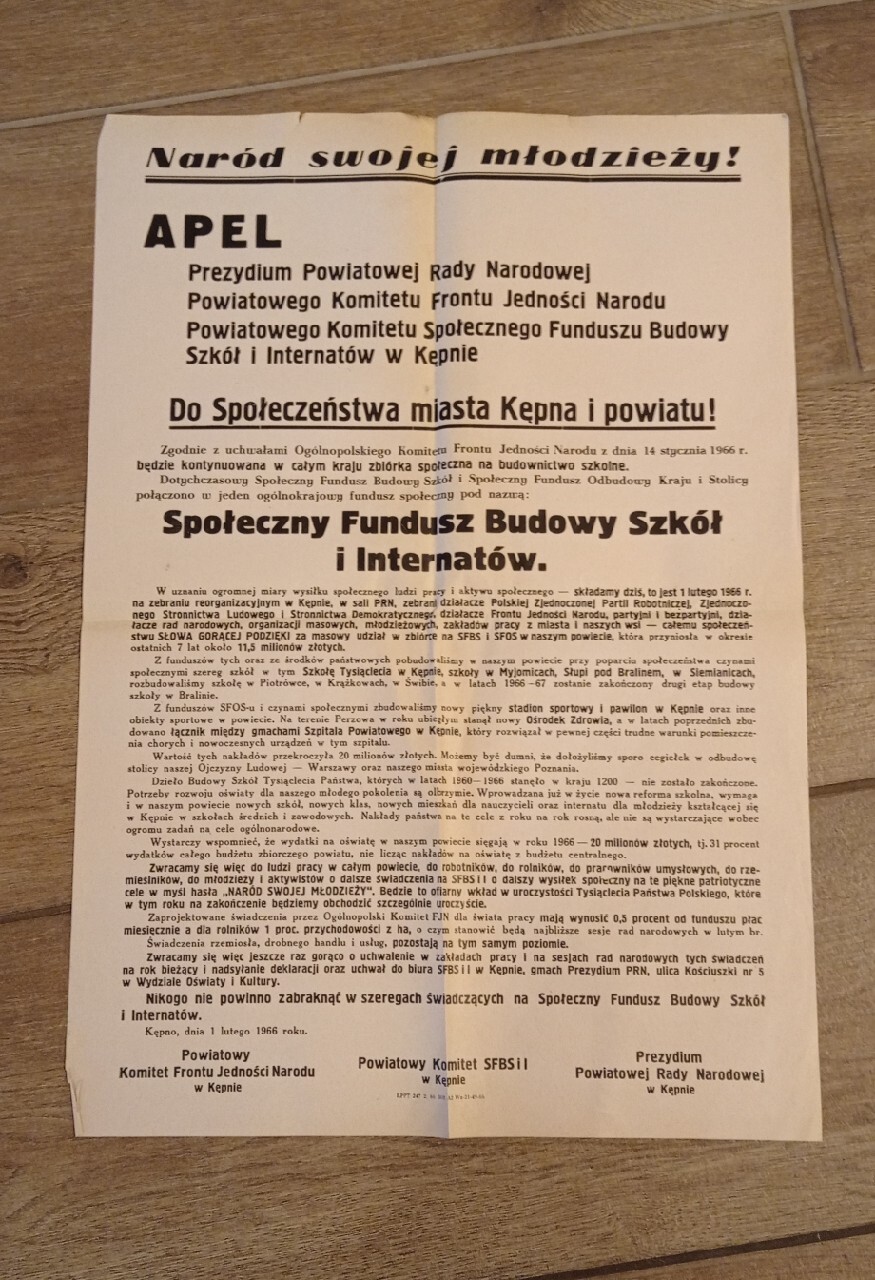 Naród swojej młodzieży!
APEL
Prezydium Powiatowej Rady Narodowej
Powiatowego Komitetu Frontu Jedności Narodu
Powiatowego Komitetu Społecznego Funduszu Budowy
Szkół i Internatów w Kępnie
Do Społeczeństwa miasta Kępna i powiatu!
Zgodnie z uchwałami Ogólnopolskiego Komitetu Frontu Jedności Narodu z dnia 14 stycznia 1966 r.
będzie kontynuowana w całym kraju zbiórka społeczna na budownictwo szkolne.
Dotychczasowy Społeczny Fundusz Budowy Szkół i Społeczny Fundusz Odbudowy Kraju i Stolicy
połączono w jeden ogólnokrajowy fundusz społeczny pod nazwą:
Społeczny Fundusz Budowy Szkół
i Internatów.
W uznaniu ogromnej miary wysiłku społecznego ludzi pracy i aktywu społecznego — składamy dziś, to jest 1 lutego 1966 r.
na zebraniu reorganizacyjnym w Kępnie, w sali PRN, zebrani działacze Polskiej Zjednoczonej Partii Robotniczej, Zjednoczo-
nego Stronnictwa Ludowego i Stronnictwa Demokratycznego, działacze Frontu Jedności Narodu, partyjni i bezpartyjni, dzia-
łacze rad narodowych, organizacji masowych, młodzieżowych, zakładów pracy z miasta i naszych wsi — całemu społeczeń-
stwu SŁOWA GORĄCEJ PODZIĘKI za masowy udział w zbiórce na SFBS i SFOS w naszym powiecie, która przyniosła w okresie
ostatnich 7 lat około 11,5 milionów złotych.
Z funduszów tych oraz ze środków państwowych pobudowaliśmy w naszym powiecie przy poparciu społeczeństwa czynami
społecznymi szereg szkół w tym Szkołę Tysiąclecia w Kępnie, szkoły w Myjomicach, Słupi pod Bralinem, w Siemianicach,
rozbudowaliśmy szkołę w Piotrówce, w Krążkowach, w Świbie, a w latach 1966-67 zostanie zakończony drugi etap budowy
szkoły w Bralinie.
Z funduszów SFOS-u i czynami społecznymi zbudowaliśmy nowy piękny stadion sportowy i pawilon w Kępnie oraz inne
obiekty sportowe w powiecie. Na terenie Perzowa w roku ubiegłym stanął nowy Ośrodek Zdrowia, a w latach poprzednich zbu-
dowano łącznik między gmachami Szpitala Powiatowego w Kępnie, który rozwiązał w pewnej części trudne warunki pomieszcze-
nia chorych i nowoczesnych urządzeń w tym szpitalu.
Wartość tych nakładów przekroczyła 20 milionów złotych. Możemy być dumni, że dołożyliśmy sporo cegiełek w odbudowę
stolicy naszej Ojczyzny Ludowej — Warszawy oraz naszego miasta wojewódzkiego Poznania.
Dzieło Budowy Szkół Tysiąclecia Państwa, których w latach 1960—1966 stanęło w kraju 1200 — nie zostało zakończone.
Potrzeby rozwoju oświaty dla naszego młodego pokolenia są olbrzymie. Wprowadzana już w życie nowa reforma szkolna, wymaga
i w naszym powiecie nowych szkół, nowych klas, nowych mieszkań dla nauczycieli oraz internatu dla młodzieży kształcącej się
w Kępnie w szkołach średnich i zawodowych. Nakłady państwa na te cele z roku na rok rosną, ale nie są wystarczające wobec
ogromu zadań na cele ogólnonarodowe.
Wystarczy wspomnieć, że wydatki na oświatę w naszym powiecie sięgają w roku 1966 — 20 milionów złotych, tj. 31 procent
wydatków całego budżetu zbiorczego powiatu, nie licząc nakładów na oświatę z budżetu centralnego.
Zwracamy się więc do ludzi pracy w całym powiecie, do robotników, do rolników, do pracowników umysłowych, do rze-
mieślników, do młodzieży i aktywistów o dalsze świadczenia na SFBS i I o dalszy wysiłek społeczny na te piękne patriotyczne
cele w myśl hasła „NARÓD SWOJEJ MŁODZIEŻY". Będzie to ofiarny wkład w uroczystości Tysiąclecia Państwa Polskiego, które
w tym roku na zakończenie będziemy obchodzić szczególnie uroczyście.
Zaprojektowane świadczenia przez Ogólnopolski Komitet FJN dla świata pracy mają wynosić 0,5 procent od funduszu płac
miesięcznie a dla rolników 1 proc. przychodowości z ha, o czym stanowić będą najbliższe sesje rad narodowych w lutym br.
Świadczenia rzemiosła, drobnego handlu i usług, pozostają na tym samym poziomie.
Zwracamy się więc jeszcze raz gorąco o uchwalenie w zakładach pracy i na sesjach rad narodowych tych świadczeń
na rok bieżący i nadsyłanie deklaracji oraz uchwał do biura SFBS i I w Kępnie, gmach Prezydium PRN, ulica Kościuszki nr 5
w Wydziale Oświaty i Kultury.
Nikogo nie powinno zabraknąć w szeregach świadczących na Społeczny Fundusz Budowy Szkół
i Internatów.
Kępno, dnia 1 lutego 1966 roku.
Powiatowy
Komitet Frontu Jedności Narodu
w Kępnie
Powiatowy Komitet SFBS i I
w Kępnie
Prezydium
Powiatowej Rady Narodowej
w Kępnie